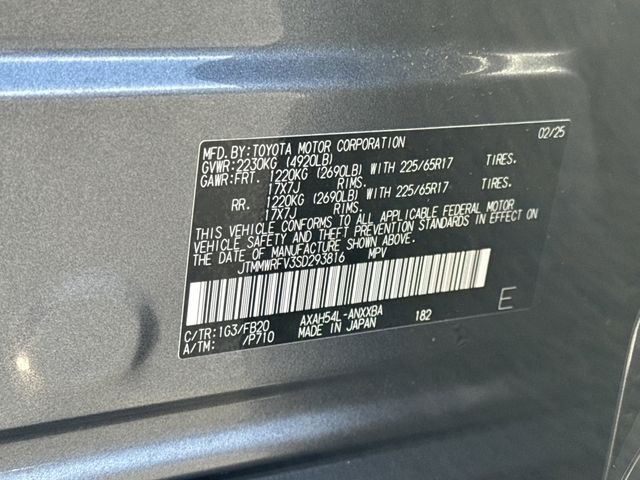 MFD.BY:TOYOTA MOTOR CORPORATION 02/25
GVWR:2230KG (4920LB)
GAWR:FRT. 1220KG (2690LB) WITH 225/65R17 TIRES.
17X7J RIMS.
RR. 1220KG (2690LB) WITH 225/65R17 TIRES.
17X7J RIMS.
THIS VEHICLE CONFORMS TO ALL APPLICABLE FEDERAL MOTOR
VEHICLE SAFETY AND THEFT PREVENTION STANDARDS IN EFFECT ON
THE DATE OF MANUFACTURE SHOWN ABOVE.
JTMMWRFV3SD293816 MPV
C/TR:1G3/FB20 AXAH54L-ANXXBA 182 E
A/TM: /P710 MADE IN JAPAN